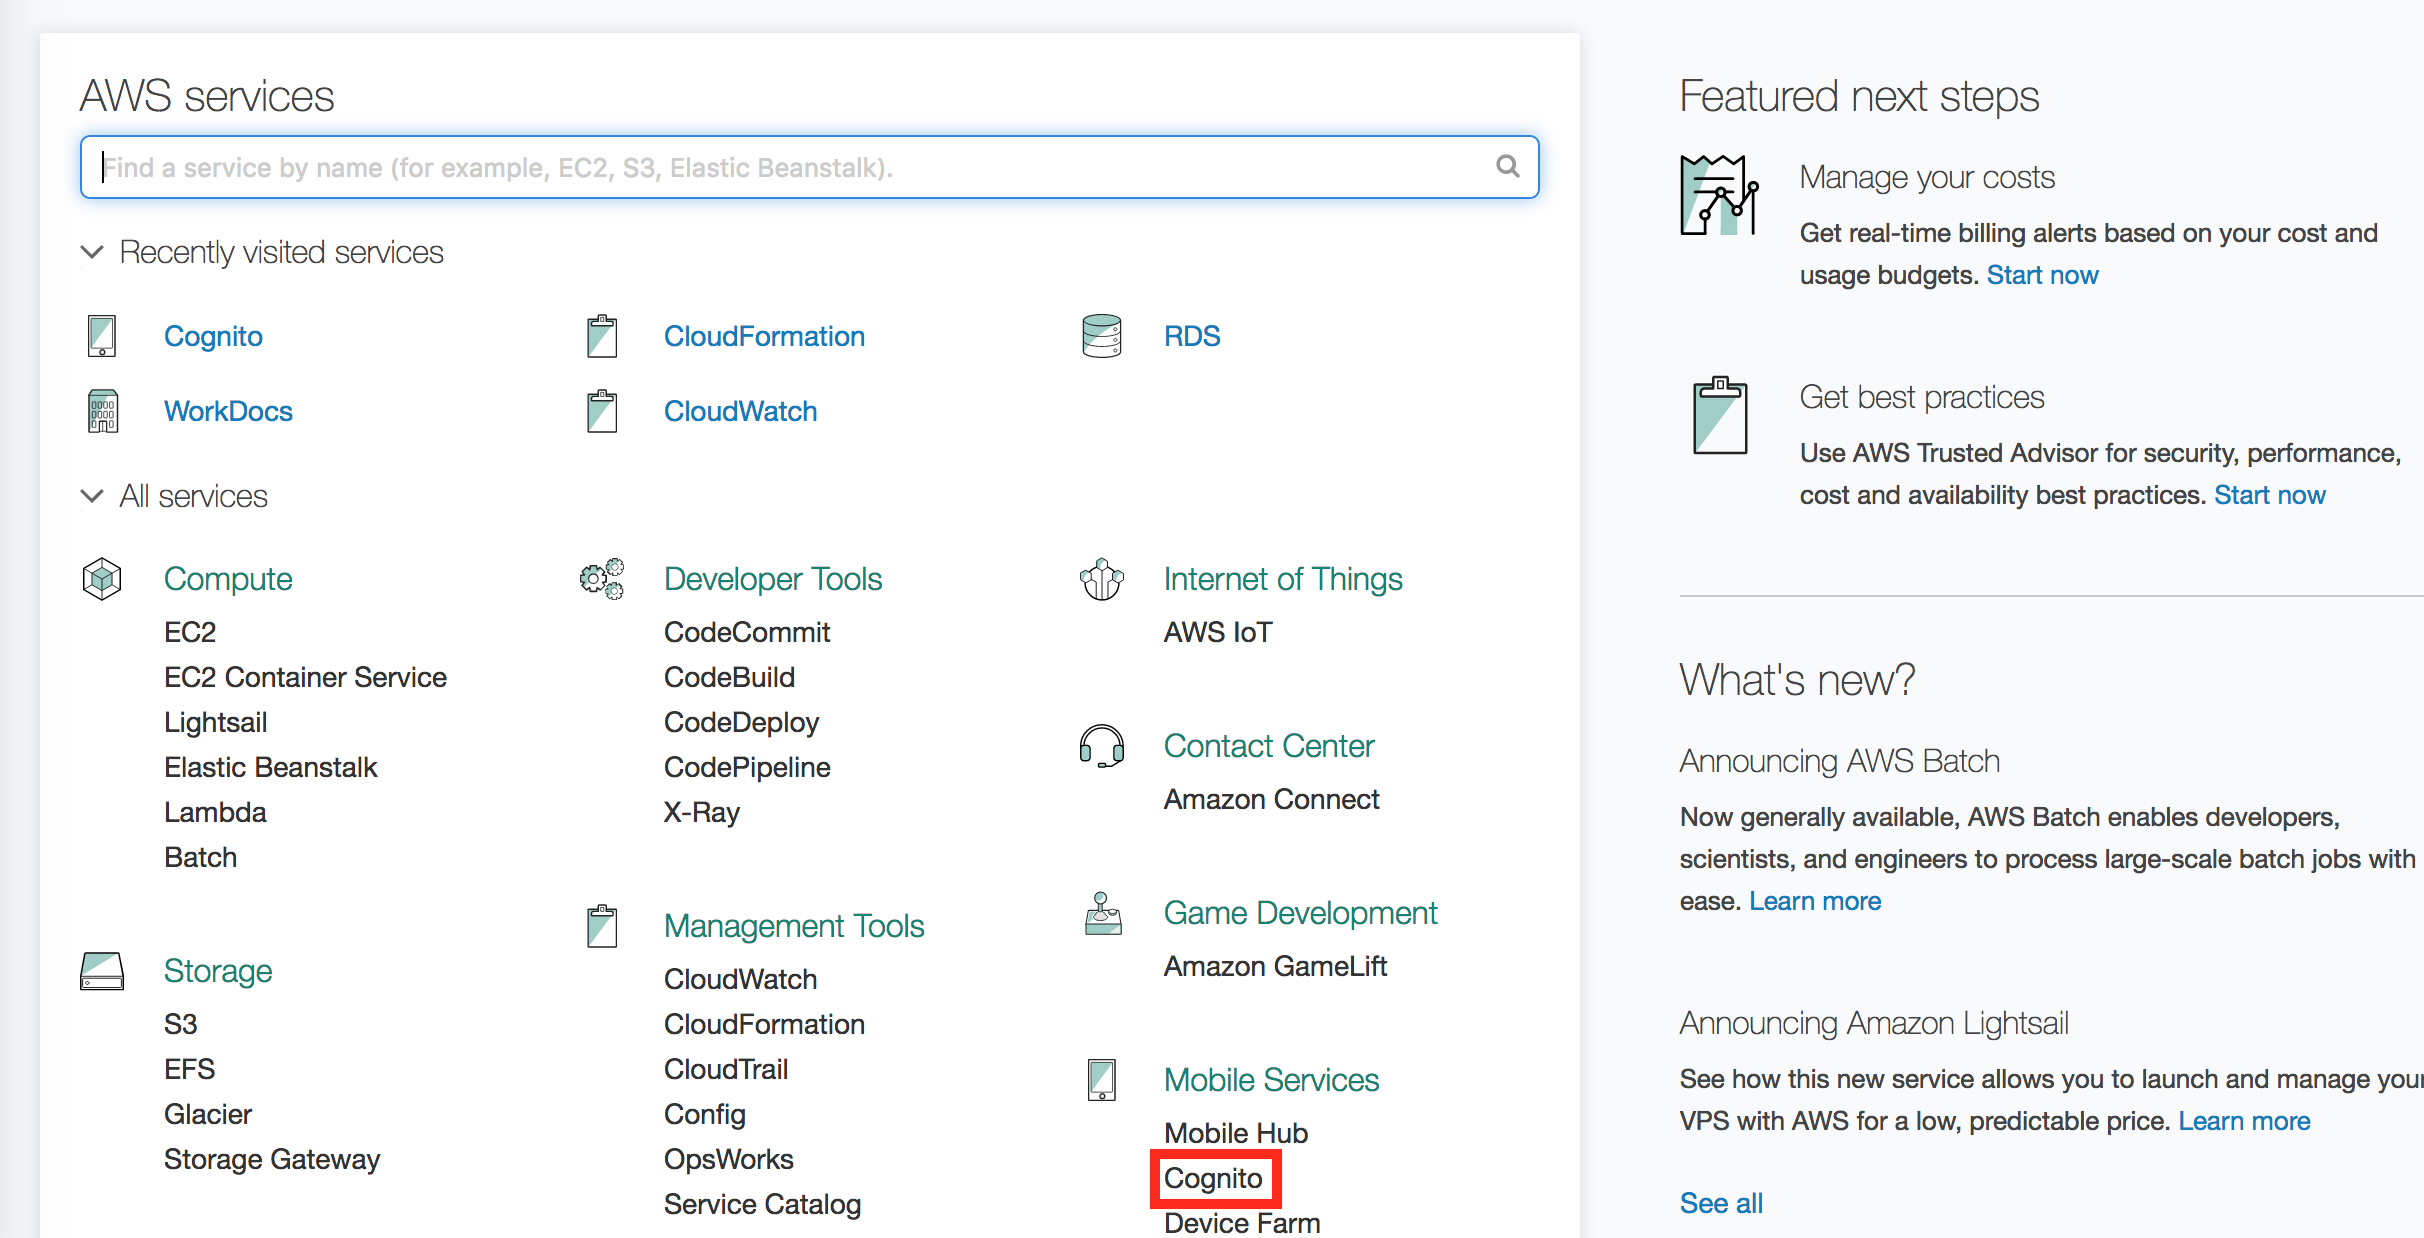 AWS services
Find a service by name (for example, EC2, S3, Elastic Beanstalk).
Recently visited services
Cognito
CloudFormation
RDS
WorkDocs
CloudWatch
All services
Compute
EC2
EC2 Container Service
Lightsail
Elastic Beanstalk
Lambda
Batch
Storage
S3
EFS
Glacier
Storage Gateway
Developer Tools
CodeCommit
CodeBuild
CodeDeploy
CodePipeline
X-Ray
Management Tools
CloudWatch
CloudFormation
CloudTrail
Config
OpsWorks
Service Catalog
Internet of Things
AWS IoT
Contact Center
Amazon Connect
Game Development
Amazon GameLift
Mobile Services
Mobile Hub
Cognito
Device Farm
Featured next steps
Manage your costs
Get real-time billing alerts based on your cost and
usage budgets. Start now
Get best practices
Use AWS Trusted Advisor for security, performance,
cost and availability best practices. Start now
What's new?
Announcing AWS Batch
Now generally available, AWS Batch enables developers,
scientists, and engineers to process large-scale batch jobs with
ease. Learn more
Announcing Amazon Lightsail
See how this new service allows you to launch and manage your
VPS with AWS for a low, predictable price. Learn more
See all